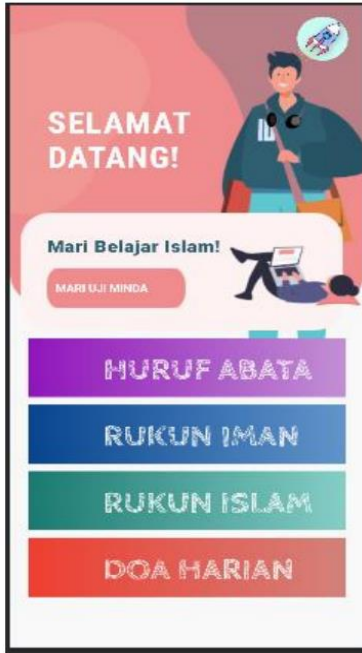 SELAMAT
DATANG!
Mari Belajar Islam!
MARI UJI MINDA
HURUF ABATA
RUKUN IMAN
RUKUN ISLAM
DOA HARIAN